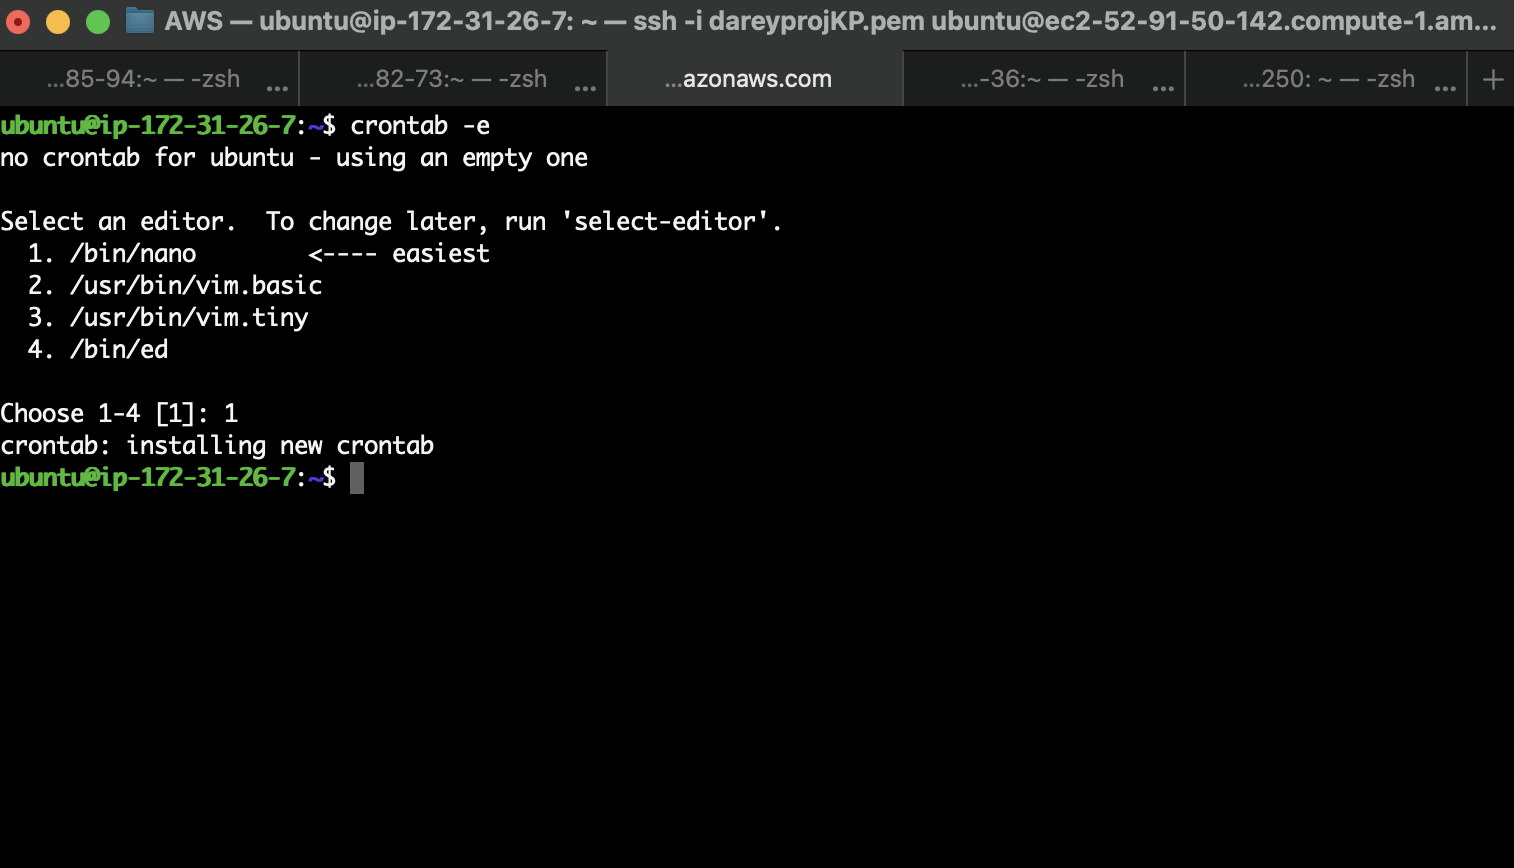 AWS — ubuntu@ip-172-31-26-7: ~ — ssh -i dareyprojKP.pem ubuntu@ec2-52-91-50-142.compute-1.am...
...85-94:~ — -zsh ... ...82-73:~ — -zsh ... ...azonaws.com ...-36:~ — -zsh ... ...250: ~ — -zsh ... +
ubuntu@ip-172-31-26-7:~$ crontab -e
no crontab for ubuntu - using an empty one
Select an editor.  To change later, run 'select-editor'.
  1. /bin/nano        <---- easiest
  2. /usr/bin/vim.basic
  3. /usr/bin/vim.tiny
  4. /bin/ed
Choose 1-4 [1]: 1
crontab: installing new crontab
ubuntu@ip-172-31-26-7:~$